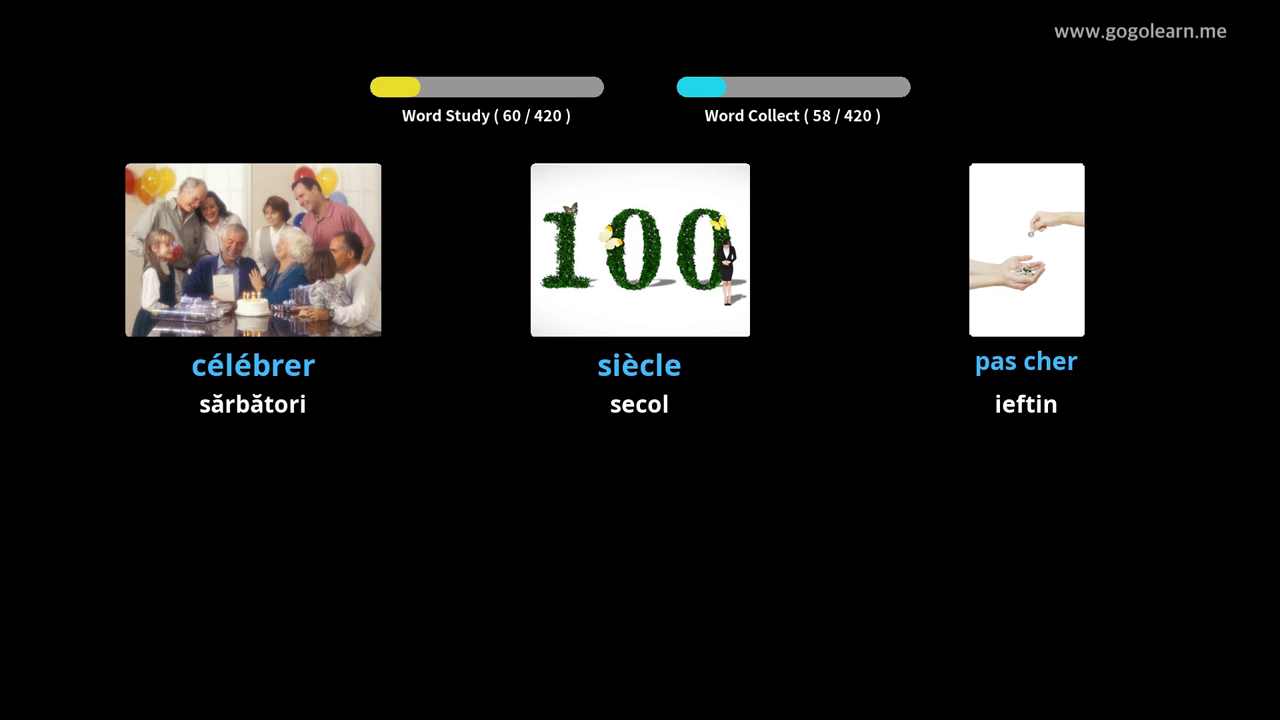 www.gogolearn.me
Word Study ( 60 / 420 )
Word Collect ( 58 / 420 )
100
célébrer
siècle
pas cher
sărbători
secol
ieftin